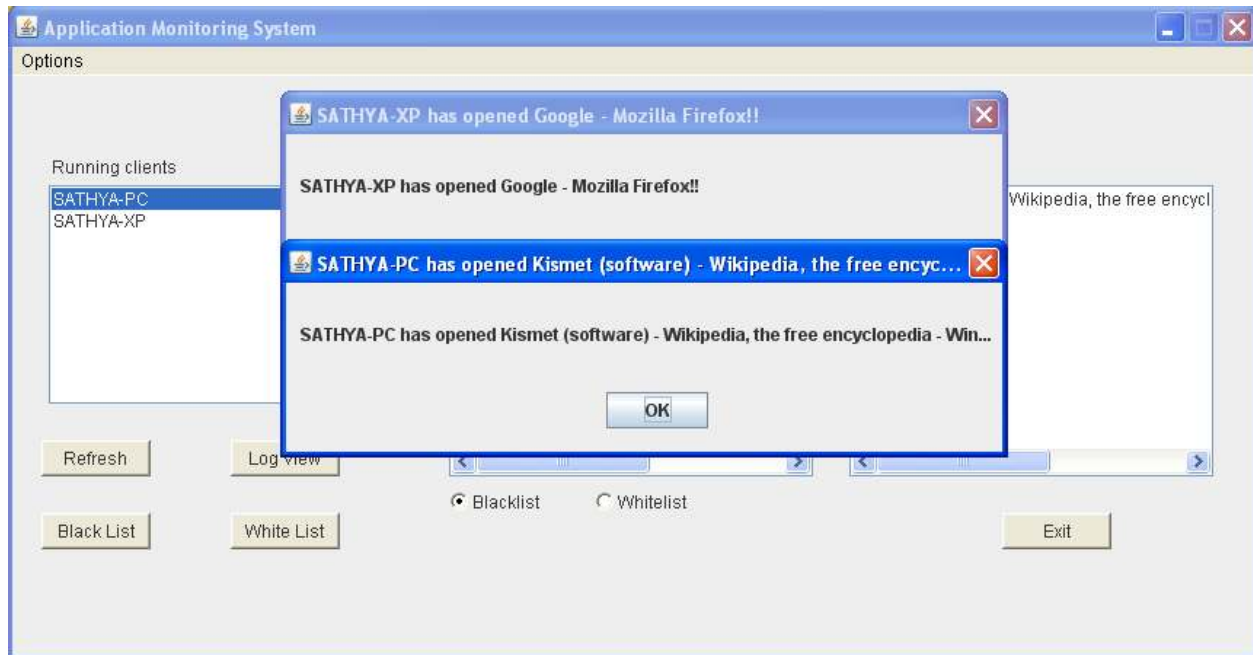 Application Monitoring System
Options
SATHYA-XP has opened Google - Mozilla Firefox!!
SATHYA-XP has opened Google - Mozilla Firefox!!
Running clients
SATHYA-PC
SATHYA-XP
Wikipedia, the free encycl
SATHYA-PC has opened Kismet (software) - Wikipedia, the free encyc...
SATHYA-PC has opened Kismet (software) - Wikipedia, the free encyclopedia - Win...
OK
Refresh
Log View
Blacklist
Whitelist
Black List
White List
Exit